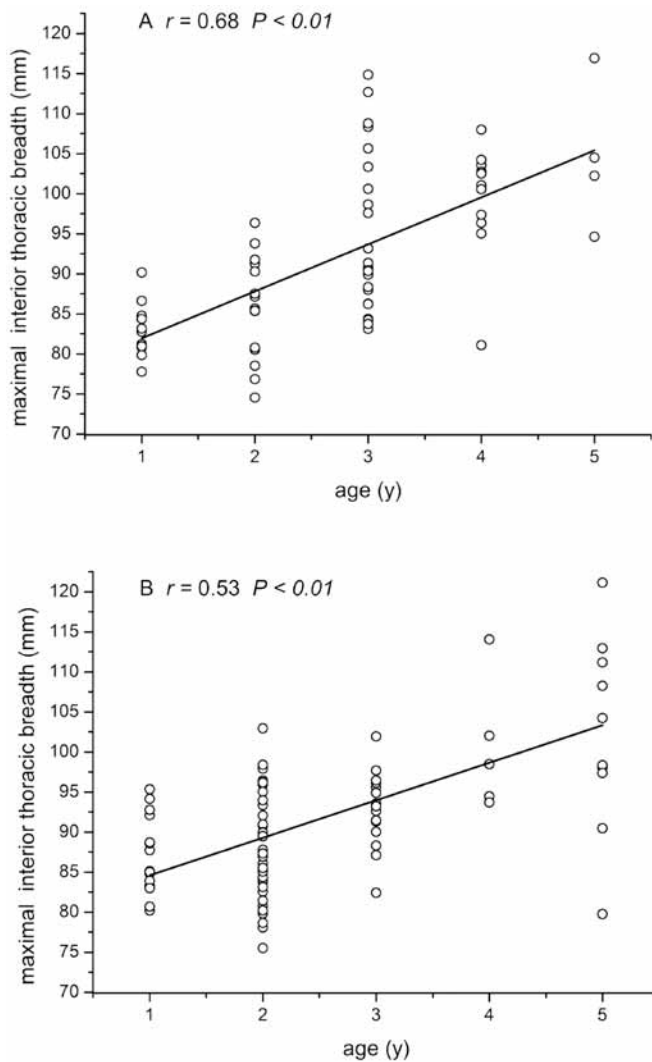 A r = 0.68 P < 0.01
maximal interior thoracic breadth (mm)
120
115
110
105
100
95
90
85
80
75
70
1 2 3 4 5
age (y)
B r = 0.53 P < 0.01
maximal interior thoracic breadth (mm)
120
115
110
105
100
95
90
85
80
75
70
1 2 3 4 5
age (y)